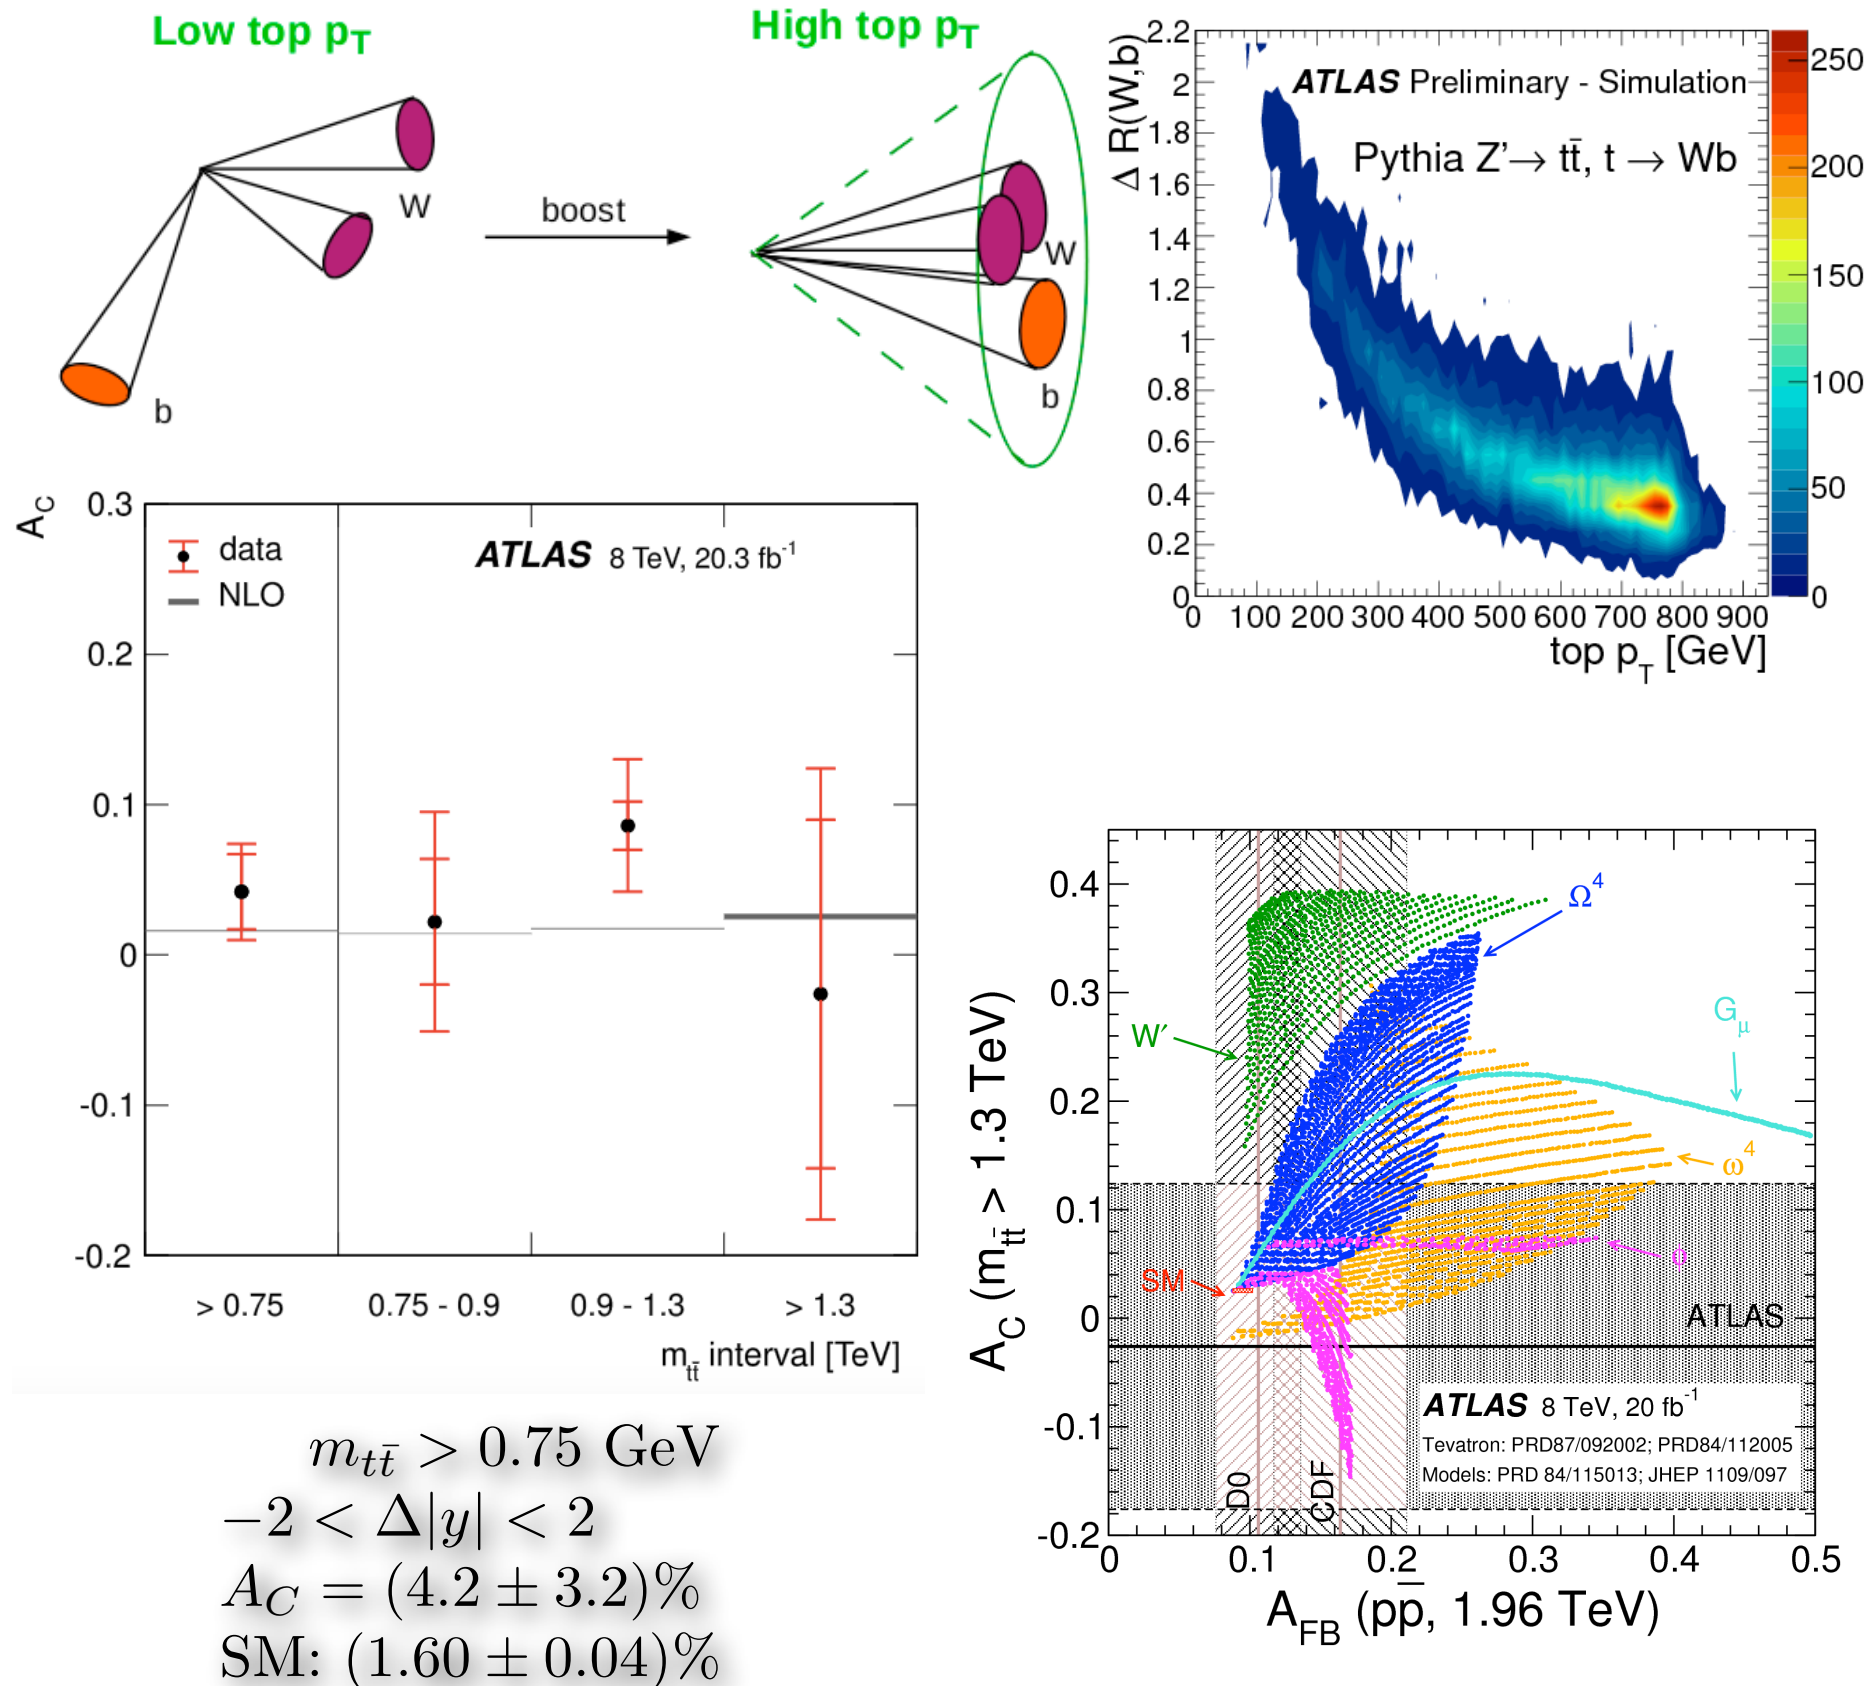 Low top pT
High top pT
W
b
boost
W
b
Δ R(W,b)
2.2
2
1.8
1.6
1.4
1.2
1
0.8
0.6
0.4
0.2
0
ATLAS Preliminary - Simulation
Pythia Z'→ tt̄, t → Wb
250
200
150
100
50
0
0 100 200 300 400 500 600 700 800 900
top pT [GeV]
AC
0.3
0.2
0.1
0
-0.1
-0.2
data
NLO
ATLAS 8 TeV, 20.3 fb-1
> 0.75 0.75 - 0.9 0.9 - 1.3 > 1.3
mtt̄ interval [TeV]
AC (mtt̄ > 1.3 TeV)
0.4
0.3
0.2
0.1
0
-0.1
-0.2
W′
Ω4
Gμ
ω4
SM
ATLAS
D0
CDF
ATLAS 8 TeV, 20 fb-1
Tevatron: PRD87/092002; PRD84/112005
Models: PRD 84/115013; JHEP 1109/097
0 0.1 0.2 0.3 0.4 0.5
AFB (pp̄, 1.96 TeV)
mtt̄ > 0.75 GeV
−2 < Δ|y| < 2
AC = (4.2 ± 3.2)%
SM: (1.60 ± 0.04)%